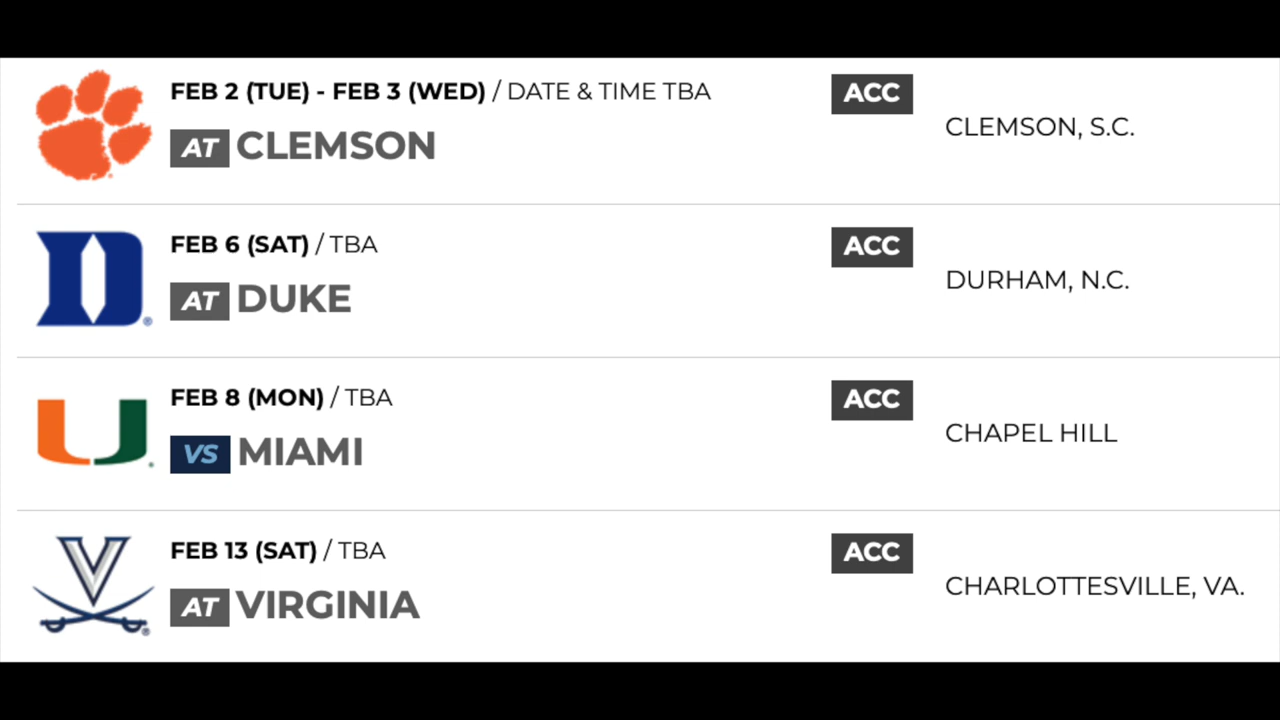 FEB 2 (TUE) - FEB 3 (WED) / DATE & TIME TBA
ACC
AT CLEMSON
CLEMSON, S.C.
FEB 6 (SAT) / TBA
ACC
AT DUKE
DURHAM, N.C.
FEB 8 (MON) / TBA
ACC
VS MIAMI
CHAPEL HILL
FEB 13 (SAT) / TBA
ACC
AT VIRGINIA
CHARLOTTESVILLE, VA.